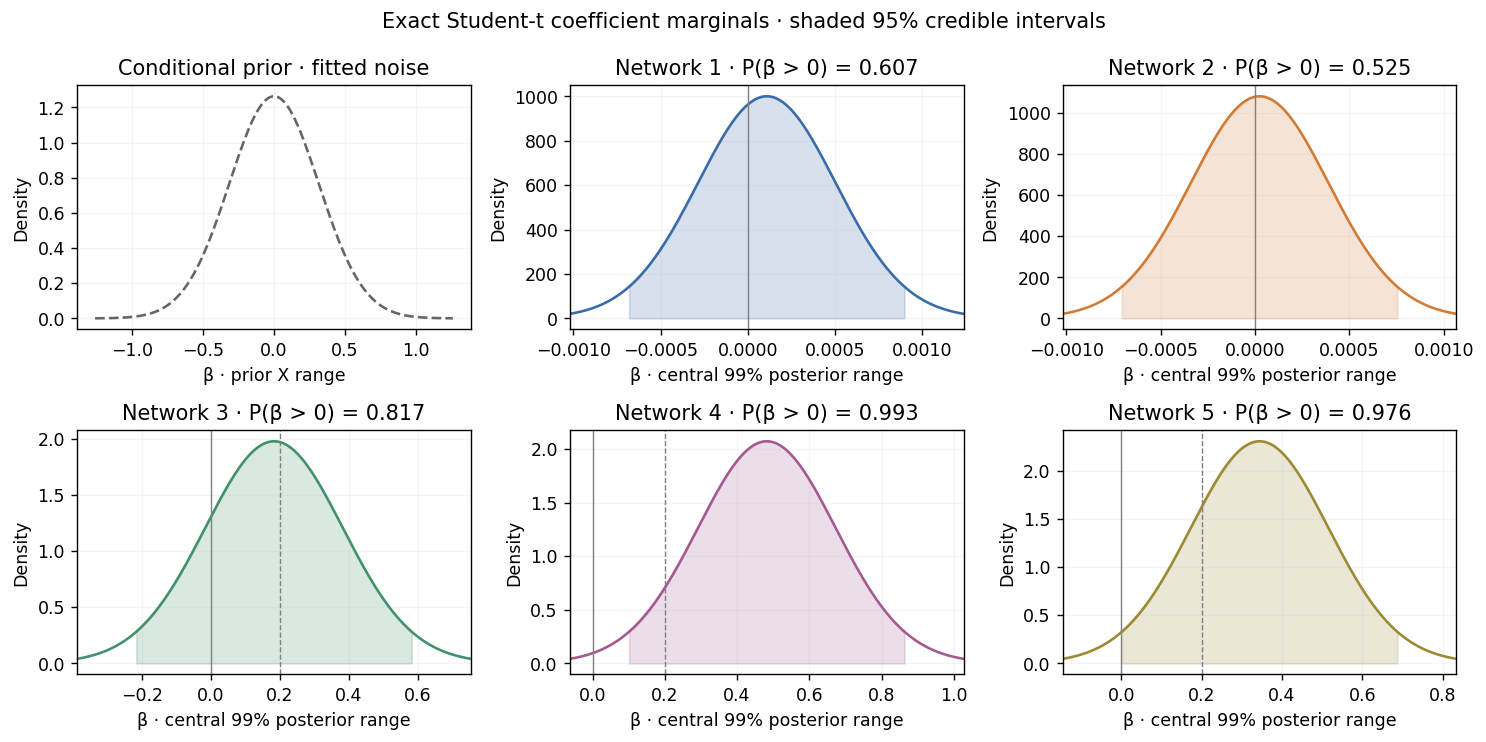 Exact Student-t coefficient marginals · shaded 95% credible intervals
Conditional prior · fitted noise
Density
1.2
1.0
0.8
0.6
0.4
0.2
0.0
−1.0 −0.5 0.0 0.5 1.0
β · prior X range
Network 1 · P(β > 0) = 0.607
Density
1000
800
600
400
200
0
−0.0010 −0.0005 0.0000 0.0005 0.0010
β · central 99% posterior range
Network 2 · P(β > 0) = 0.525
Density
1000
800
600
400
200
0
−0.0010 −0.0005 0.0000 0.0005 0.0010
β · central 99% posterior range
Network 3 · P(β > 0) = 0.817
Density
2.0
1.5
1.0
0.5
0.0
−0.2 0.0 0.2 0.4 0.6
β · central 99% posterior range
Network 4 · P(β > 0) = 0.993
Density
2.0
1.5
1.0
0.5
0.0
0.0 0.2 0.4 0.6 0.8 1.0
β · central 99% posterior range
Network 5 · P(β > 0) = 0.976
Density
2.0
1.5
1.0
0.5
0.0
0.0 0.2 0.4 0.6 0.8
β · central 99% posterior range